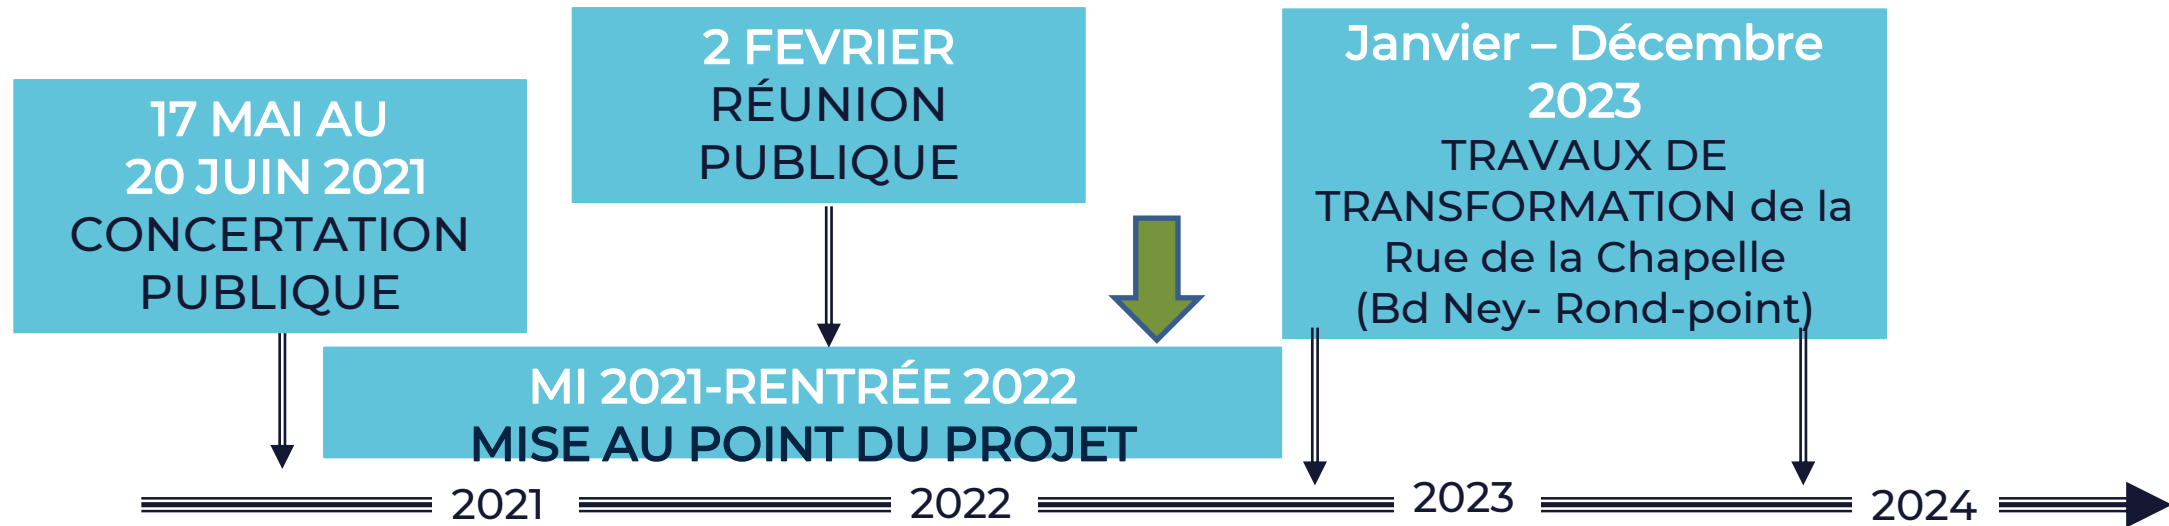 17 MAI AU
20 JUIN 2021
CONCERTATION
PUBLIQUE
2 FEVRIER
RÉUNION
PUBLIQUE
Janvier – Décembre
2023
TRAVAUX DE
TRANSFORMATION de la
Rue de la Chapelle
(Bd Ney- Rond-point)
MI 2021-RENTRÉE 2022
MISE AU POINT DU PROJET
2021
2022
2023
2024